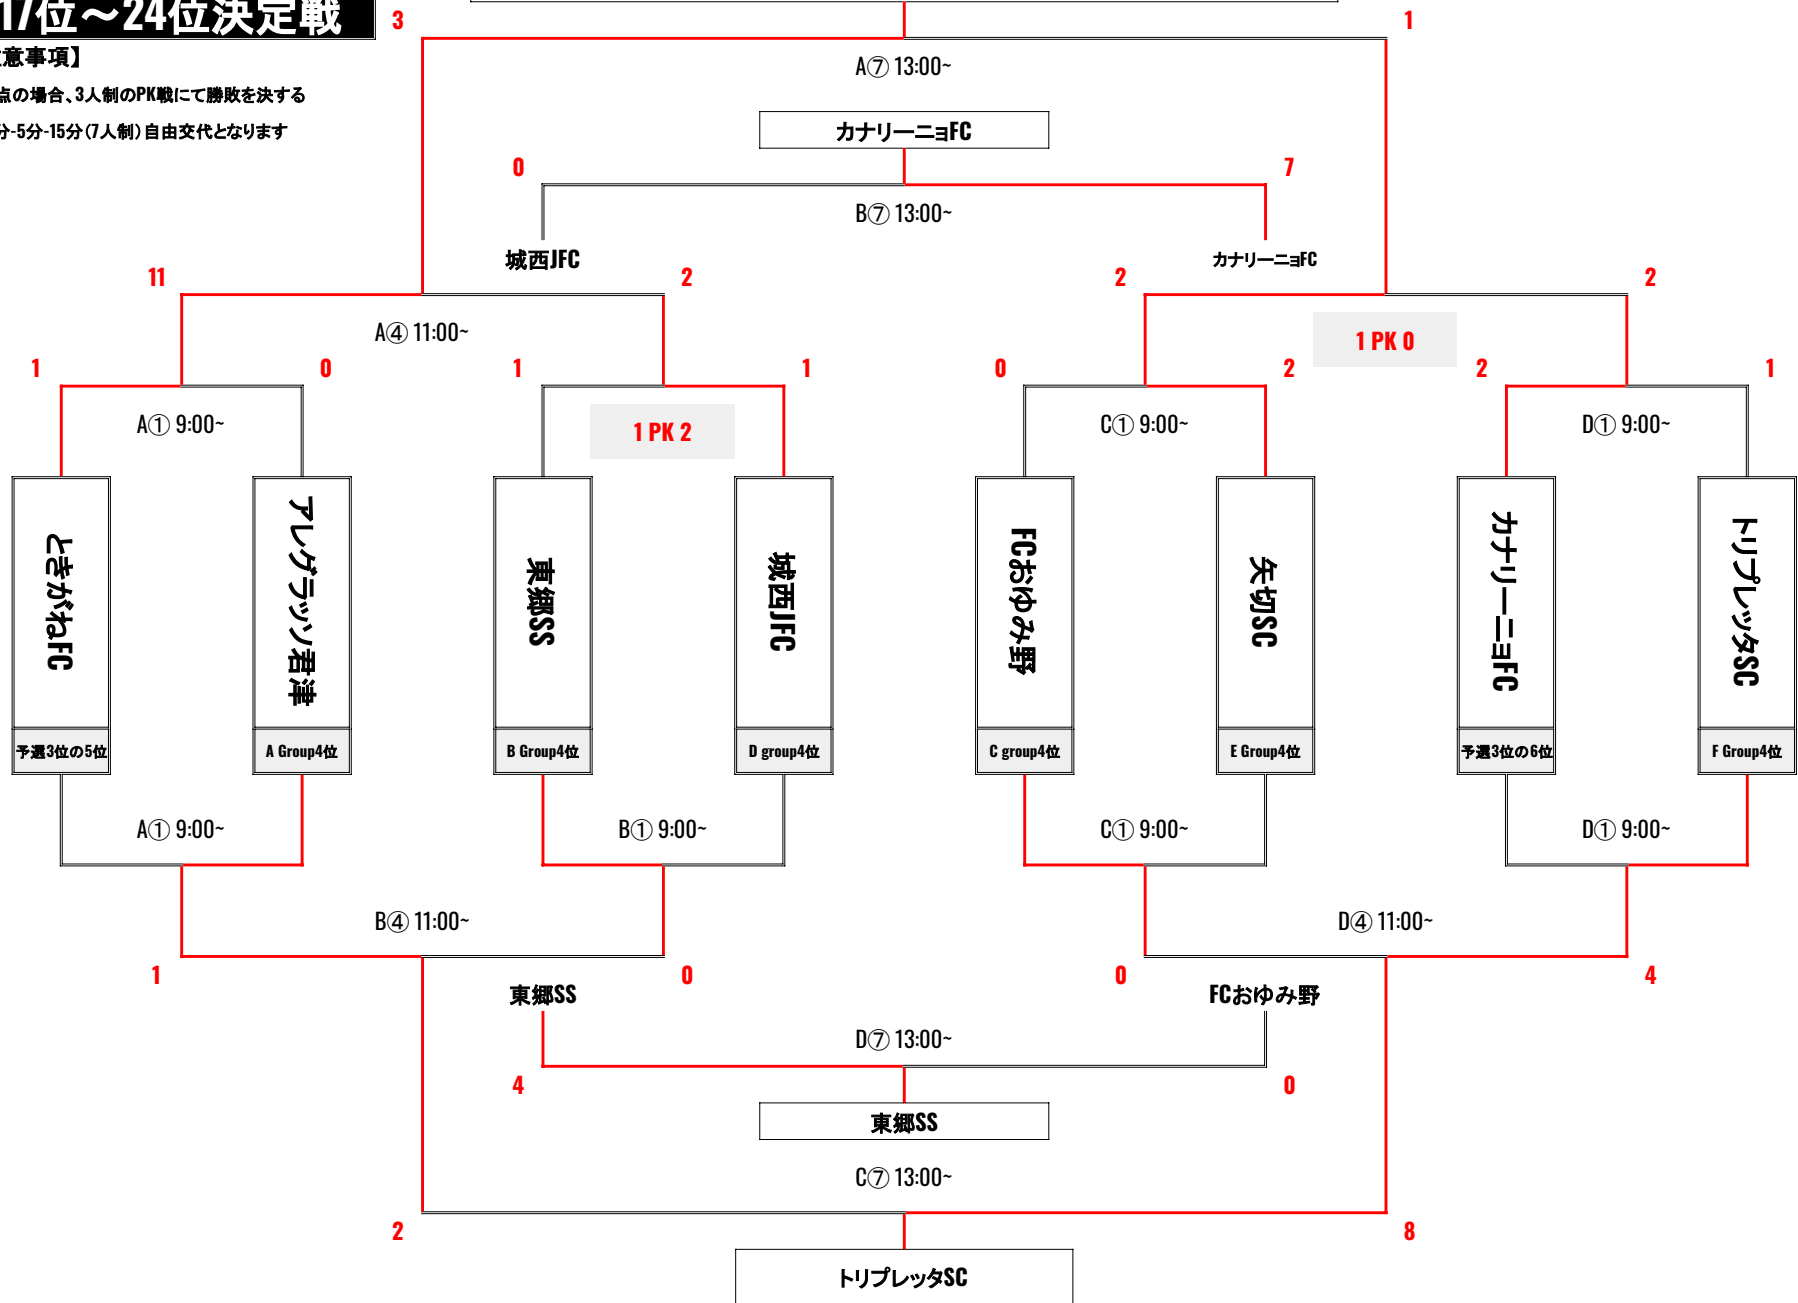 17位～24位決定戦
意事項】
点の場合、3人制のPK戦にて勝敗を決する
分-5分-15分(7人制)自由交代となります
3
1
A⑦ 13:00~
カナリーニョFC
0
7
B⑦ 13:00~
城西JFC
カナリーニョFC
11
2
2
2
A④ 11:00~
1 PK 0
1
0
1
1
0
2
2
1
A① 9:00~
1 PK 2
C① 9:00~
D① 9:00~
ときがねFC
アレグラッソ君津
東郷SS
城西JFC
FCおゆみ野
矢切SC
カナリーニョFC
トリプレッタSC
予選3位の5位
A Group4位
B Group4位
D group4位
C group4位
E Group4位
予選3位の6位
F Group4位
A① 9:00~
B① 9:00~
C① 9:00~
D① 9:00~
B④ 11:00~
D④ 11:00~
1
0
0
4
東郷SS
FCおゆみ野
D⑦ 13:00~
4
0
東郷SS
C⑦ 13:00~
2
8
トリプレッタSC